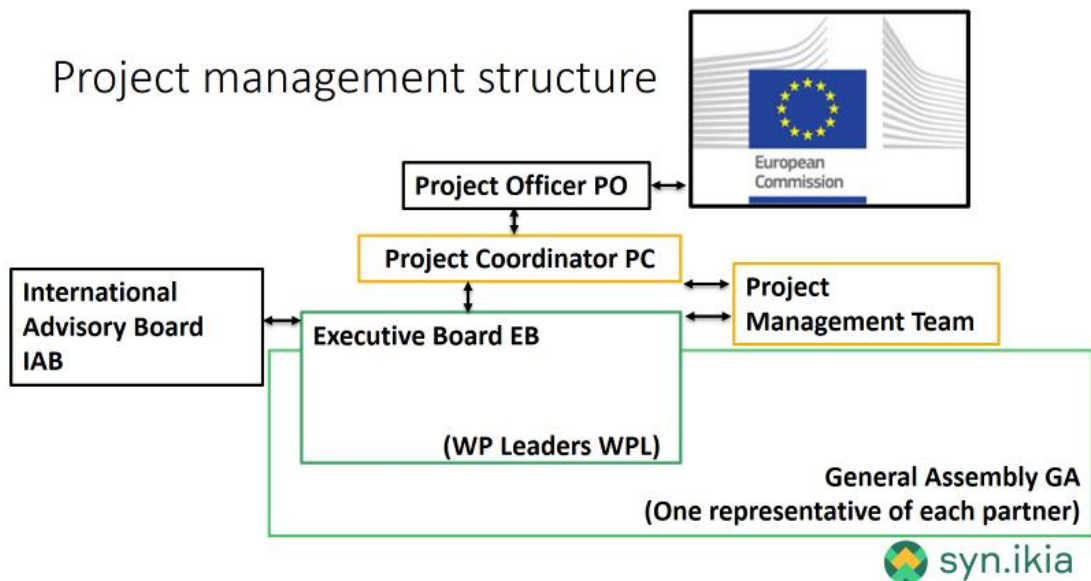 Project management structure
European
Commission
Project Officer PO
Project Coordinator PC
International
Advisory Board
IAB
Project
Management Team
Executive Board EB
(WP Leaders WPL)
General Assembly GA
(One representative of each partner)
syn.ikia